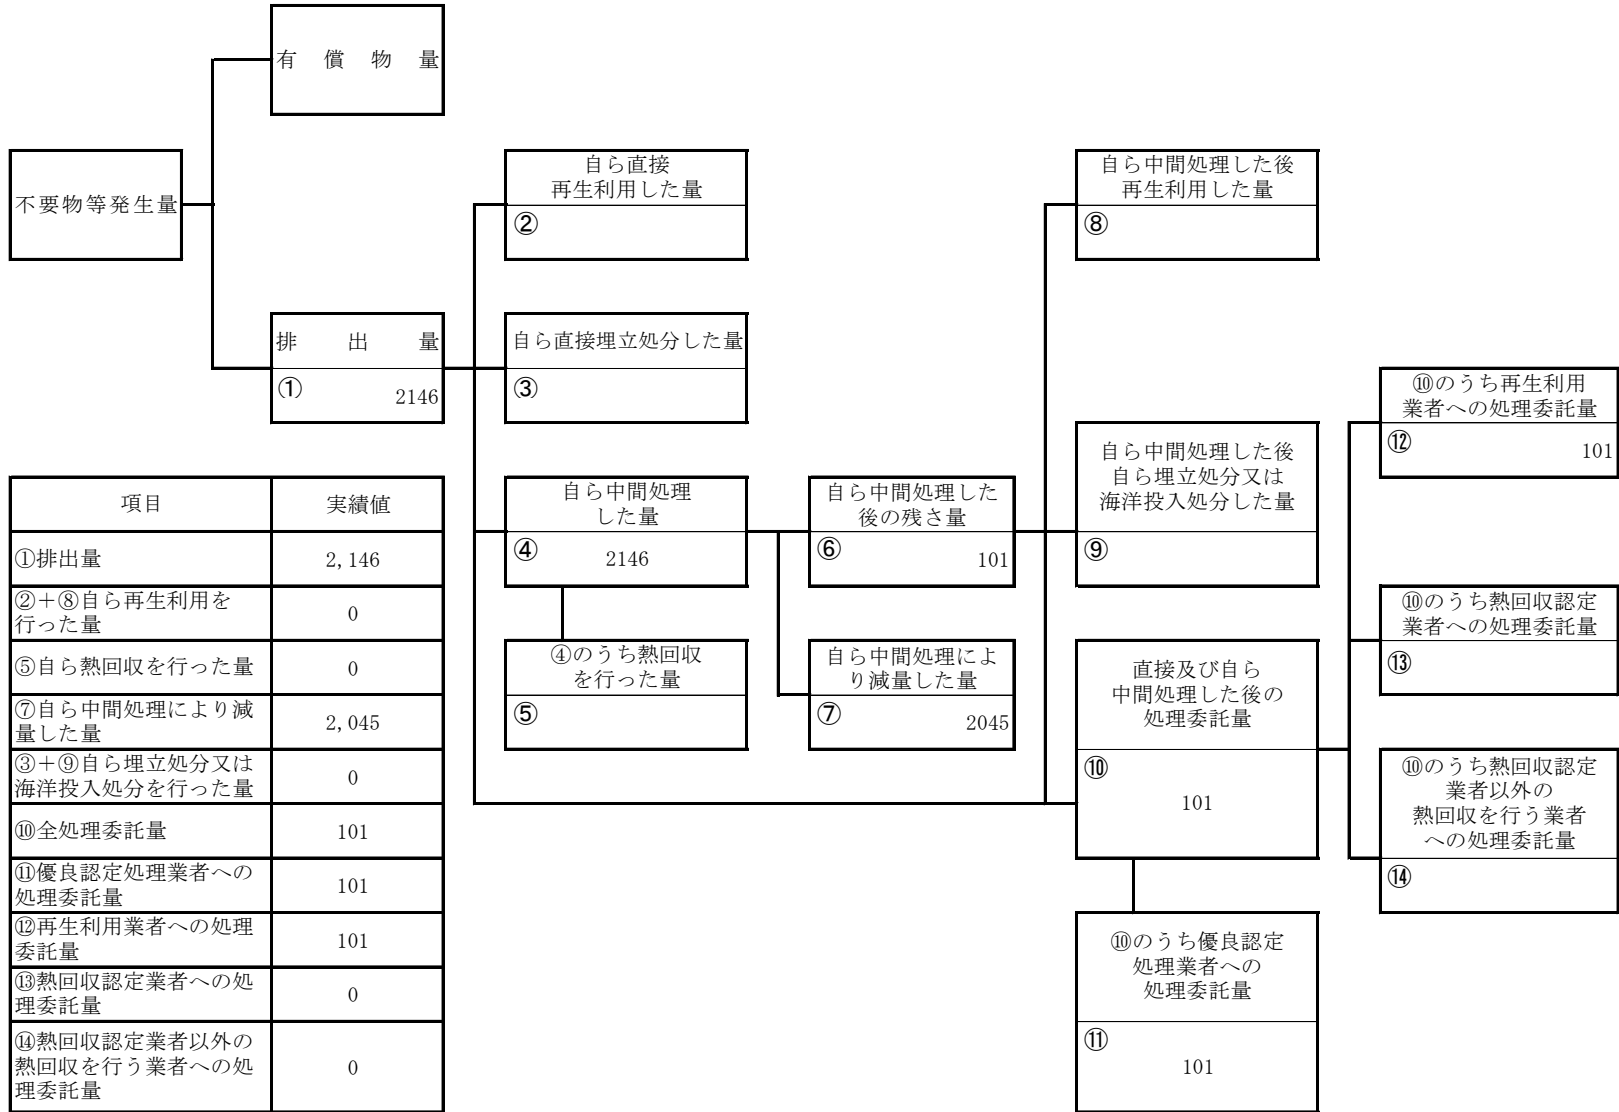 有償物量
不要物等発生量
排出量
① 2146
自ら直接
再生利用した量
②
自ら直接埋立処分した量
③
自ら中間処理
した量
④ 2146
④のうち熱回収
を行った量
⑤
自ら中間処理した
後の残さ量
⑥ 101
自ら中間処理によ
り減量した量
⑦ 2045
自ら中間処理した後
再生利用した量
⑧
自ら中間処理した後
自ら埋立処分又は
海洋投入処分した量
⑨
直接及び自ら
中間処理した後の
処理委託量
⑩
101
⑩のうち優良認定
処理業者への
処理委託量
⑪
101
⑩のうち再生利用
業者への処理委託量
⑫ 101
⑩のうち熱回収認定
業者への処理委託量
⑬
⑩のうち熱回収認定
業者以外の
熱回収を行う業者
への処理委託量
⑭
項目 実績値
①排出量 2,146
②+⑧自ら再生利用を
行った量 0
⑤自ら熱回収を行った量 0
⑦自ら中間処理により減
量した量 2,045
③+⑨自ら埋立処分又は
海洋投入処分を行った量 0
⑩全処理委託量 101
⑪優良認定処理業者への
処理委託量 101
⑫再生利用業者への処理
委託量 101
⑬熱回収認定業者への処
理委託量 0
⑭熱回収認定業者以外の
熱回収を行う業者への処
理委託量 0